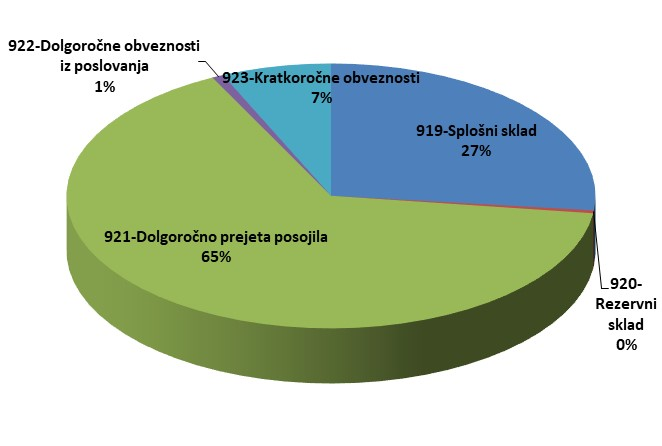 922-Dolgoročne obveznosti
iz poslovanja
1%
923-Kratkoročne obveznosti
7%
919-Splošni sklad
27%
921-Dolgoročno prejeta posojila
65%
920-
Rezervni
sklad
0%